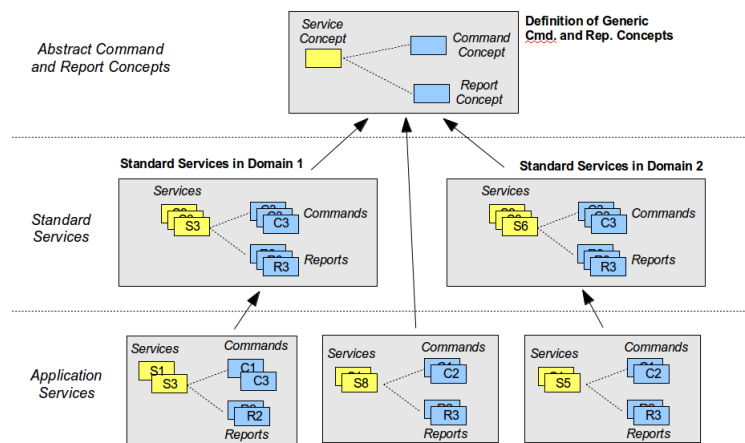 Abstract Command
and Report Concepts
Service
Concept
Command
Concept
Report
Concept
Definition of Generic
Cmd. and Rep. Concepts
Standard Services in Domain 1
Standard Services in Domain 2
Standard
Services
Services
S3
C3
Commands
R3
Reports
Services
S6
C3
Commands
R3
Reports
Application
Services
Services
S1
S3
Commands
C1
C3
R2
Reports
Services
S8
Commands
C2
R3
Reports
Services
S5
Commands
C2
R3
Reports